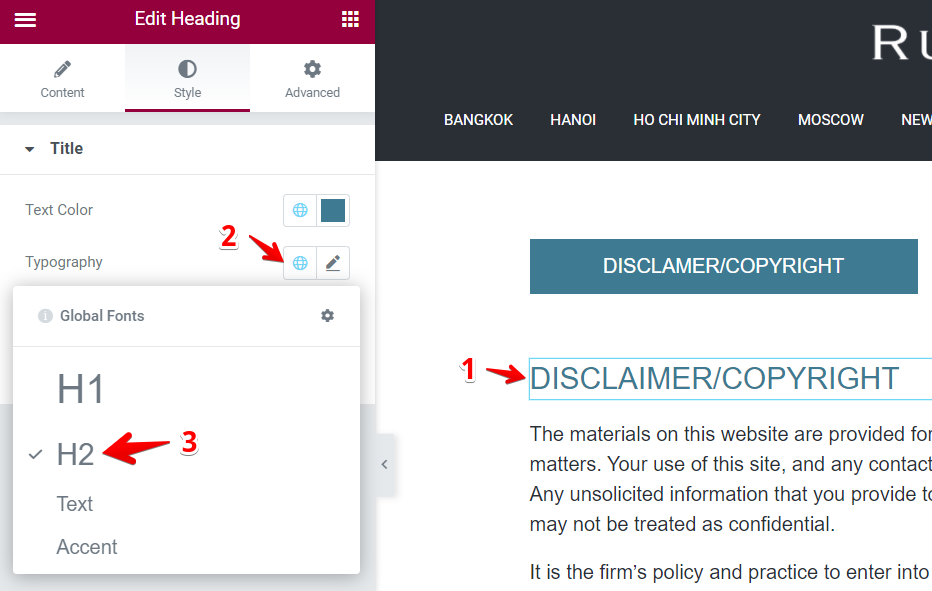 Edit Heading
Content
Style
Advanced
Title
Text Color
2
Typography
Global Fonts
H1
H2
3
Text
Accent
BANGKOK HANOI HO CHI MINH CITY MOSCOW NEW
DISCLAMER/COPYRIGHT
1
DISCLAIMER/COPYRIGHT
The materials on this website are provided for
matters. Your use of this site, and any contact
Any unsolicited information that you provide to
may not be treated as confidential.
It is the firm’s policy and practice to enter into